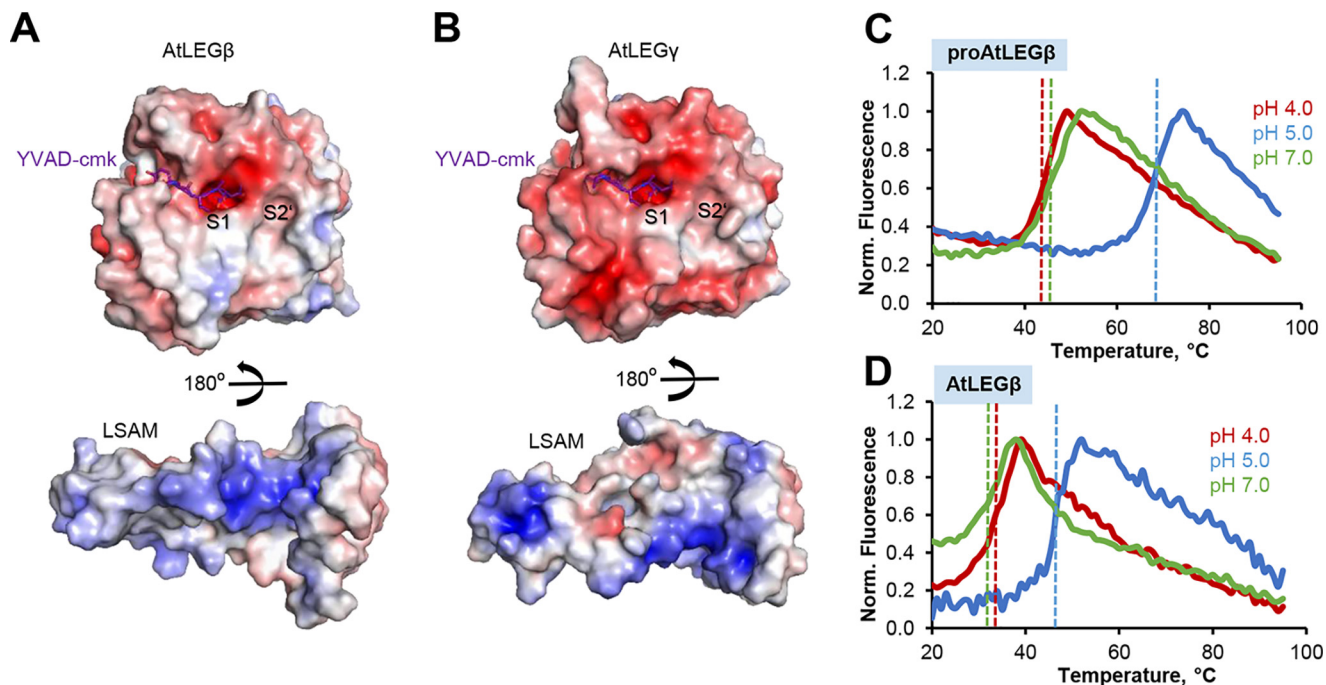 A
AtLEGβ
YVAD-cmk
S1
S2'
180°
LSAM
B
AtLEGγ
YVAD-cmk
S1
S2'
180°
LSAM
C
proAtLEGβ
Norm. Fluorescence
1.2
1.0
0.8
0.6
0.4
0.2
0.0
pH 4.0
pH 5.0
pH 7.0
20 40 60 80 100
Temperature, °C
D
AtLEGβ
Norm. Fluorescence
1.2
1.0
0.8
0.6
0.4
0.2
0.0
pH 4.0
pH 5.0
pH 7.0
20 40 60 80 100
Temperature, °C